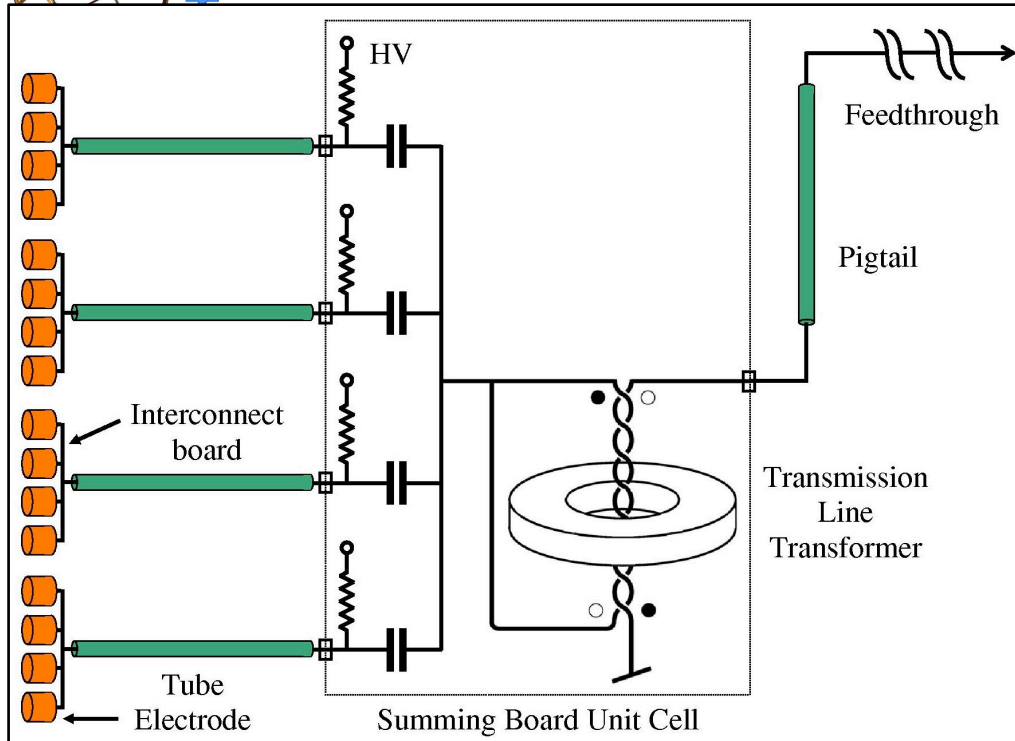 HV
Feedthrough
Pigtail
Interconnect
board
Transmission
Line
Transformer
Tube
Electrode
Summing Board Unit Cell